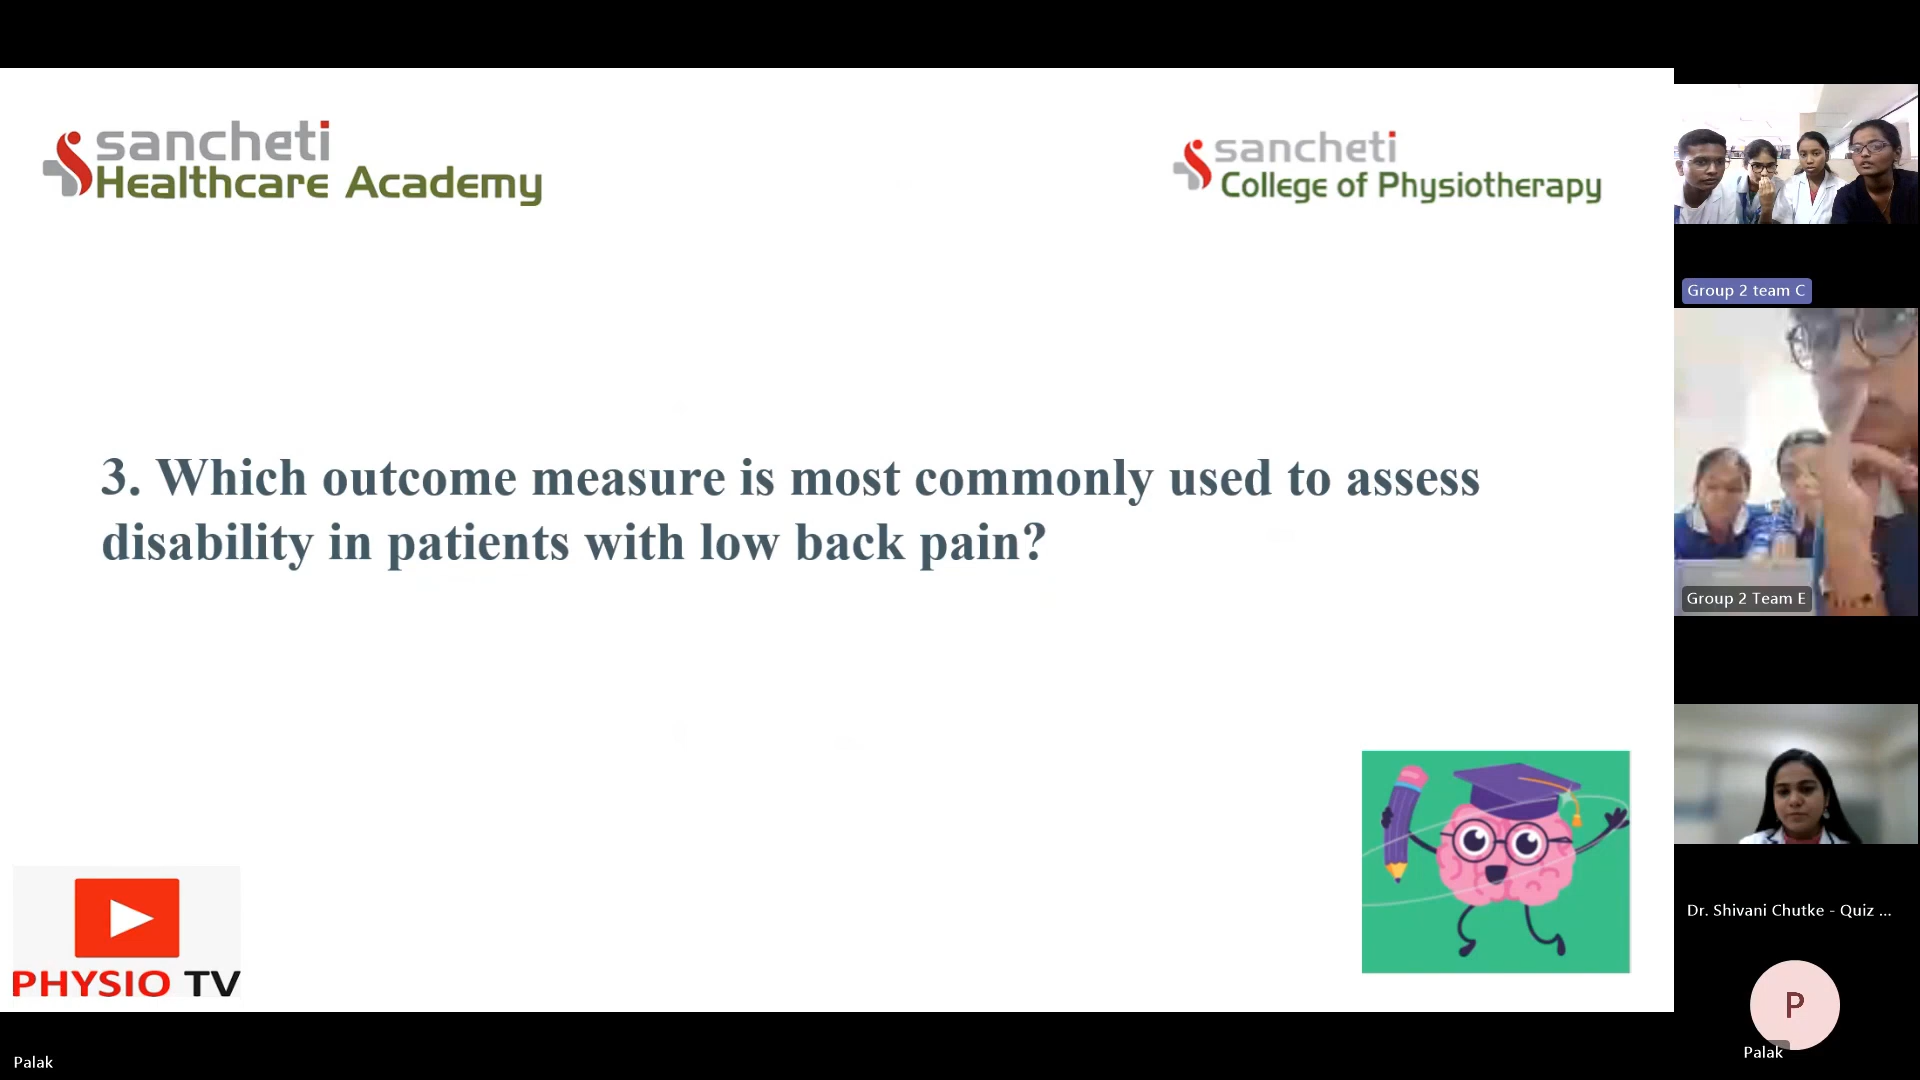 sancheti
Healthcare Academy
sancheti
College of Physiotherapy
3. Which outcome measure is most commonly used to assess
disability in patients with low back pain?
PHYSIO TV
Group 2 team C
Group 2 Team E
Dr. Shivani Chutke - Quiz ...
P
Palak
Palak